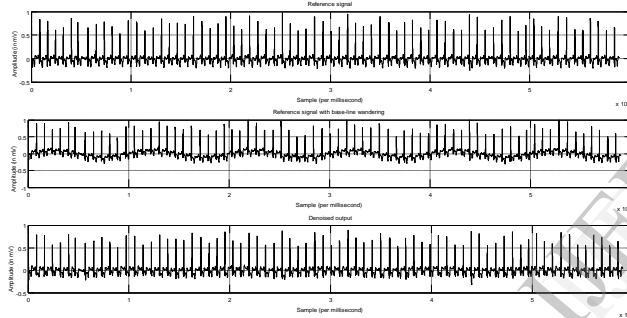 Reference signal
Amplitude (in mV)
1
0.5
0
-0.5
0 1 2 3 4 5
Sample (per millisecond)
x 10
Reference signal with base-line wandering
Amplitude (in mV)
1
0.5
0
-0.5
-1
0 1 2 3 4 5
Sample (per millisecond)
x 10
Denoised output
Amplitude (in mV)
1
0.5
0
-0.5
0 1 2 3 4 5
Sample (per millisecond)
x 10